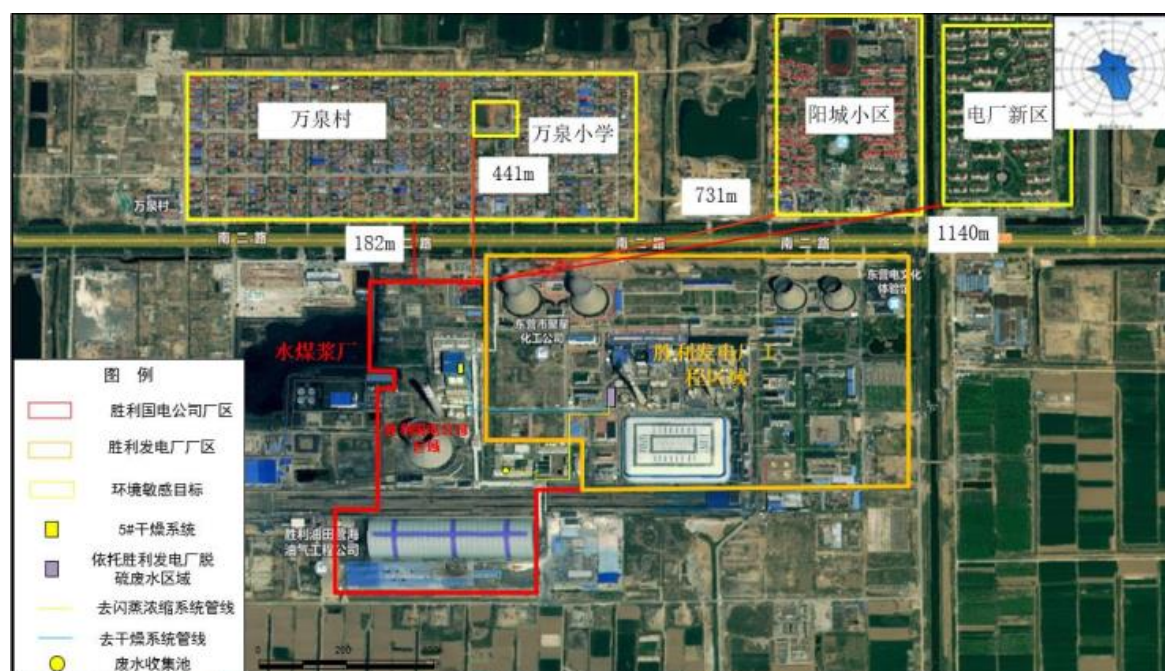 万泉村
万泉小学
阳城小区
电厂新区
441m
731m
万泉村
南二路
182m
二路
南二路
南二路
1140m
东营电文化
体验馆
东营市聚星
化工公司
水煤浆厂
胜利发电厂工
程区域
图 例
胜利国电公司厂区
胜利发电厂厂区
环境敏感目标
5#干燥系统
依托胜利发电厂脱
硫废水区域
去闪蒸浓缩系统管线
去干燥系统管线
废水收集池
胜利油田营海
油气工程公司
0
200